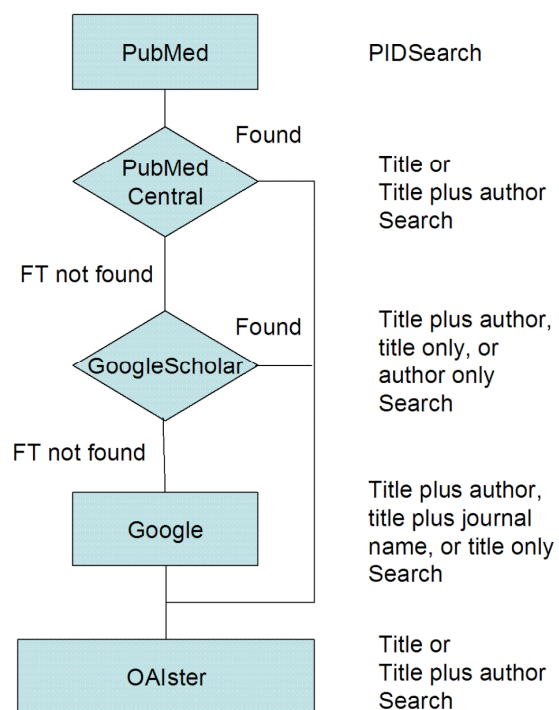 PubMed
PIDSearch
Found
PubMed
Central
Title or
Title plus author
Search
FT not found
Found
GoogleScholar
Title plus author,
title only, or
author only
Search
FT not found
Google
Title plus author,
title plus journal
name, or title only
Search
OAIster
Title or
Title plus author
Search